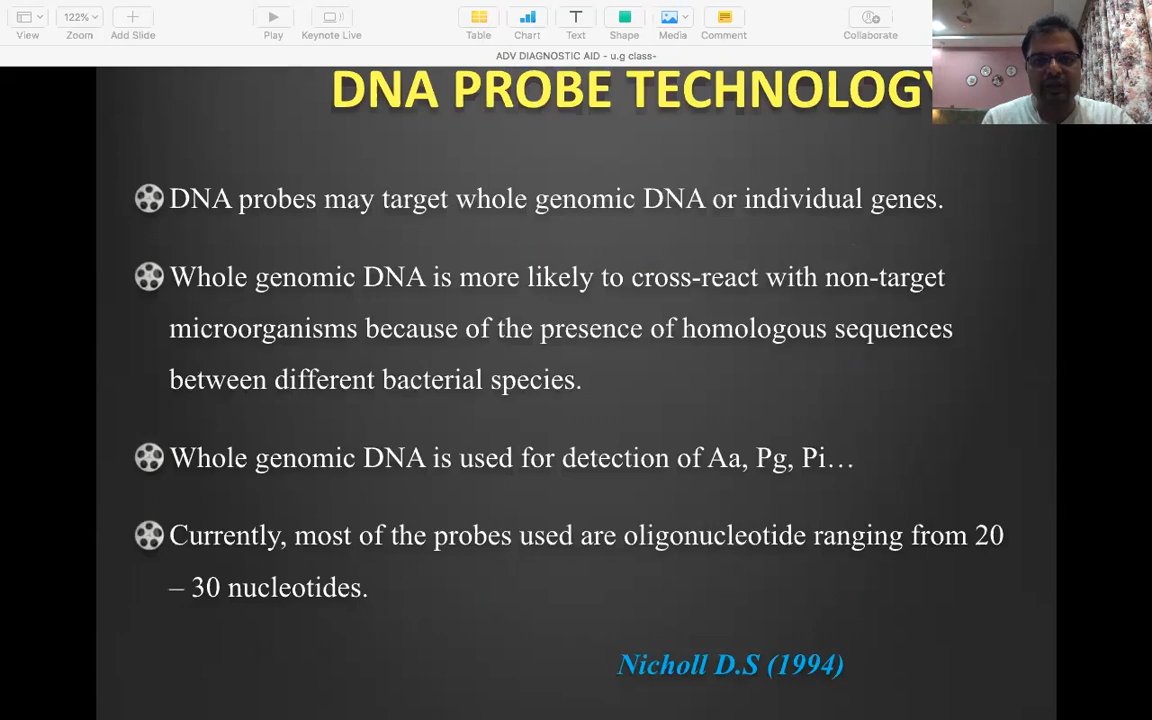 122%
View
Zoom
Add Slide
Play
Keynote Live
Table
Chart
Text
Shape
Media
Comment
Collaborate
ADV DIAGNOSTIC AID - u.g class-
DNA PROBE TECHNOLOGY
DNA probes may target whole genomic DNA or individual genes.
Whole genomic DNA is more likely to cross-react with non-target
microorganisms because of the presence of homologous sequences
between different bacterial species.
Whole genomic DNA is used for detection of Aa, Pg, Pi…
Currently, most of the probes used are oligonucleotide ranging from 20
– 30 nucleotides.
Nicholl D.S (1994)